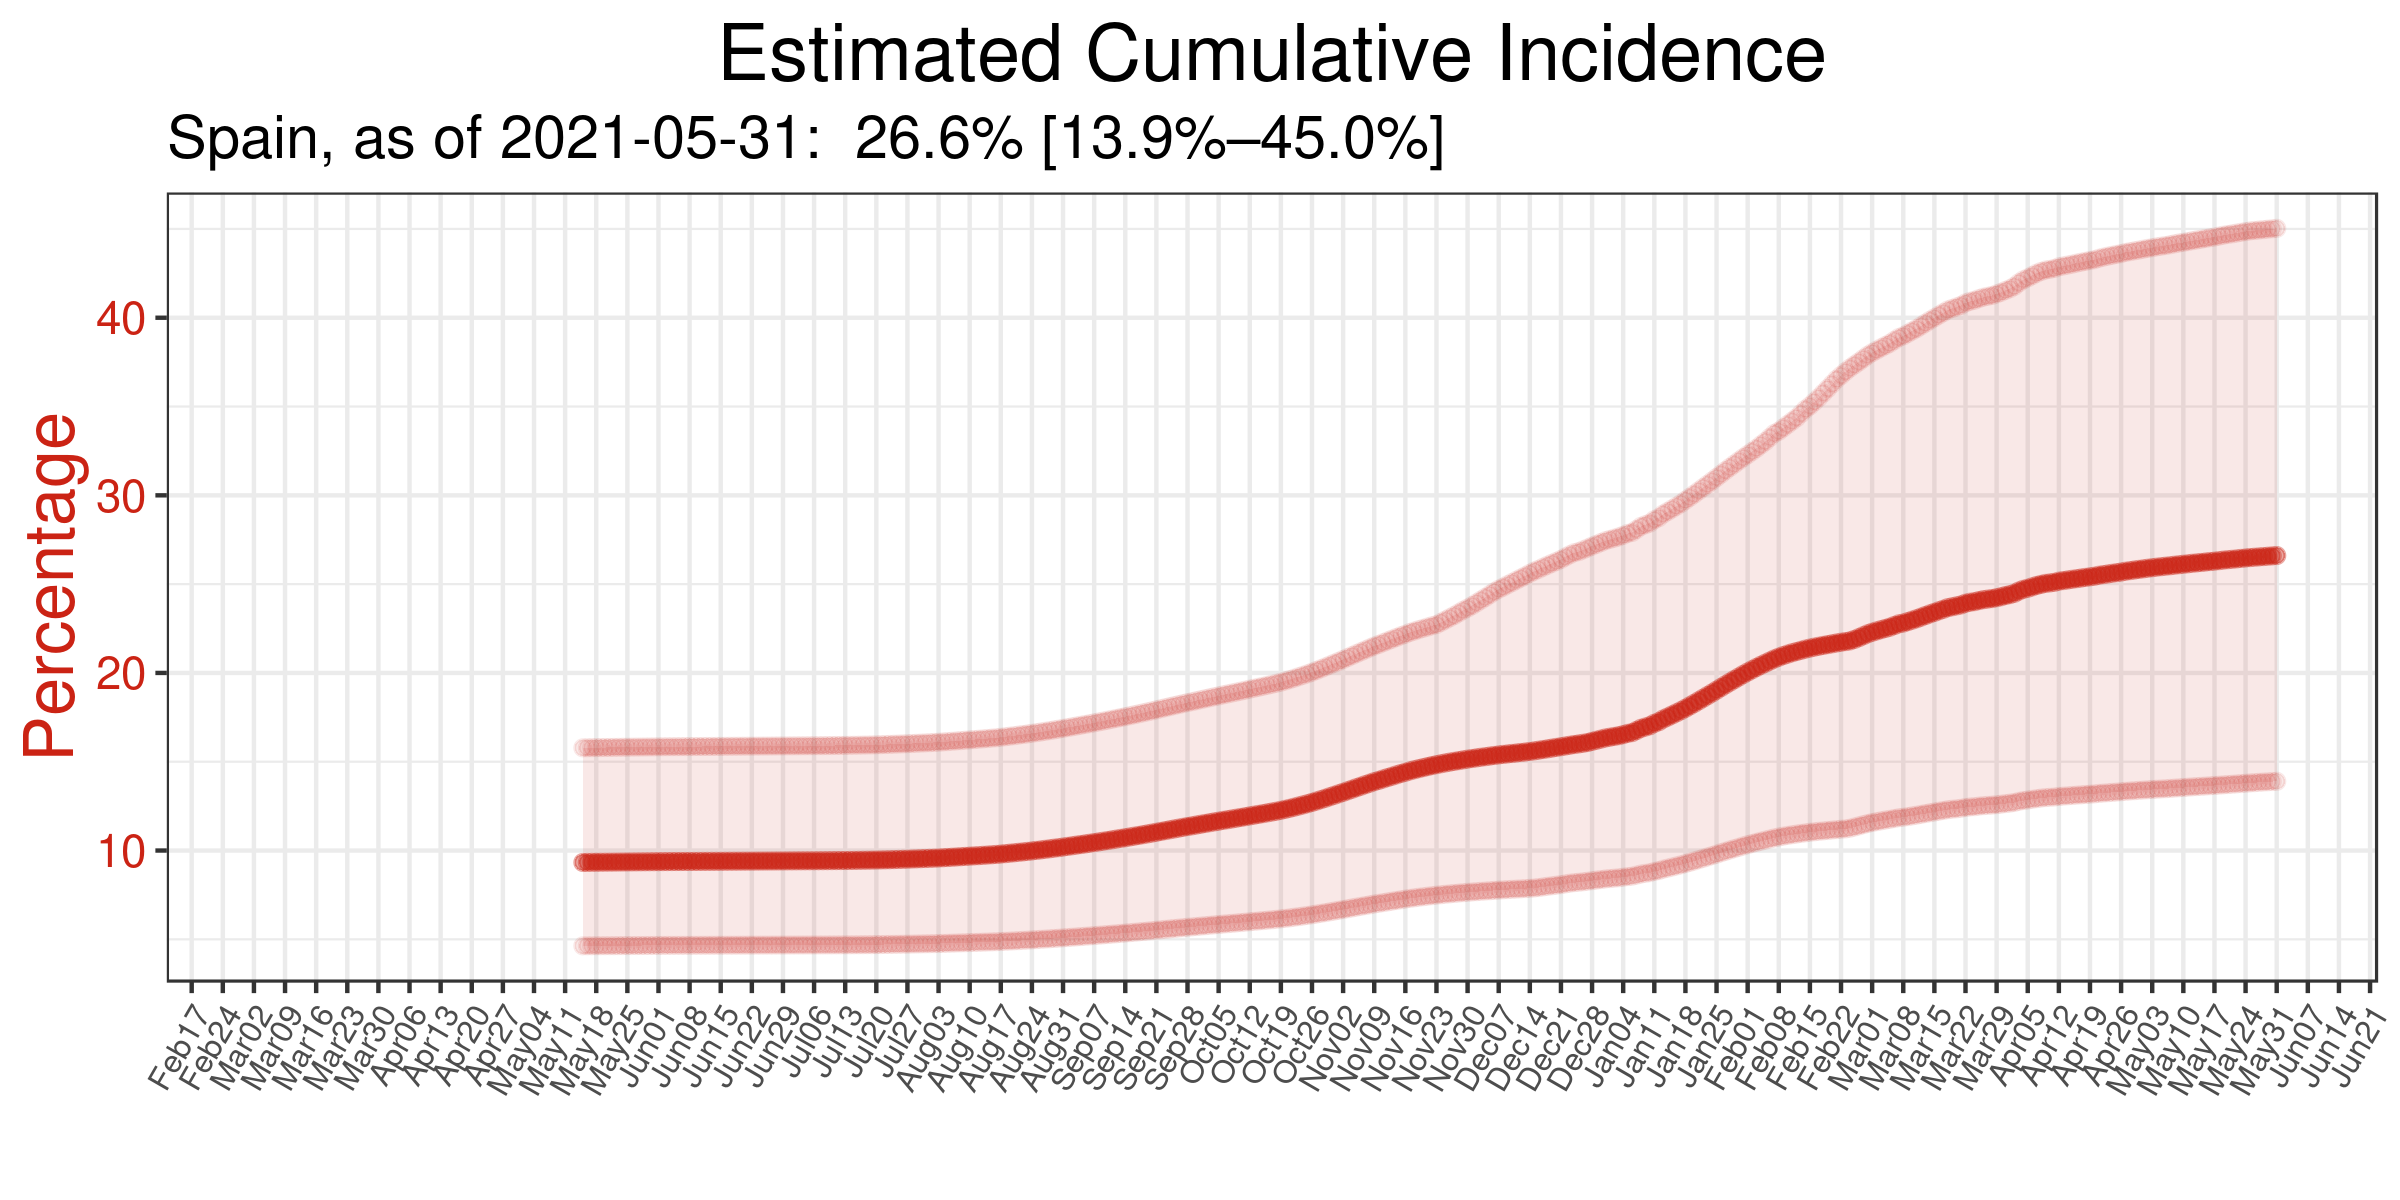 Estimated Cumulative Incidence
Spain, as of 2021-05-31:  26.6% [13.9%–45.0%]
Percentage
40
30
20
10
Feb17
Feb24
Mar02
Mar09
Mar16
Mar23
Mar30
Apr06
Apr13
Apr20
Apr27
May04
May11
May18
May25
Jun01
Jun08
Jun15
Jun22
Jun29
Jul06
Jul13
Jul20
Jul27
Aug03
Aug10
Aug17
Aug24
Aug31
Sep07
Sep14
Sep21
Sep28
Oct05
Oct12
Oct19
Oct26
Nov02
Nov09
Nov16
Nov23
Nov30
Dec07
Dec14
Dec21
Dec28
Jan04
Jan11
Jan18
Jan25
Feb01
Feb08
Feb15
Feb22
Mar01
Mar08
Mar15
Mar22
Mar29
Apr05
Apr12
Apr19
Apr26
May03
May10
May17
May24
May31
Jun07
Jun14
Jun21